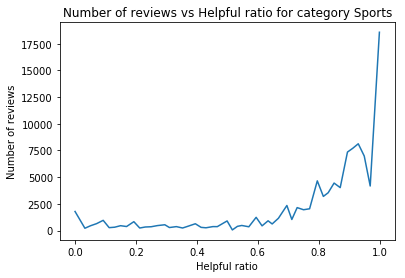 Number of reviews vs Helpful ratio for category Sports
Number of reviews
17500
15000
12500
10000
7500
5000
2500
0
0.0 0.2 0.4 0.6 0.8 1.0
Helpful ratio